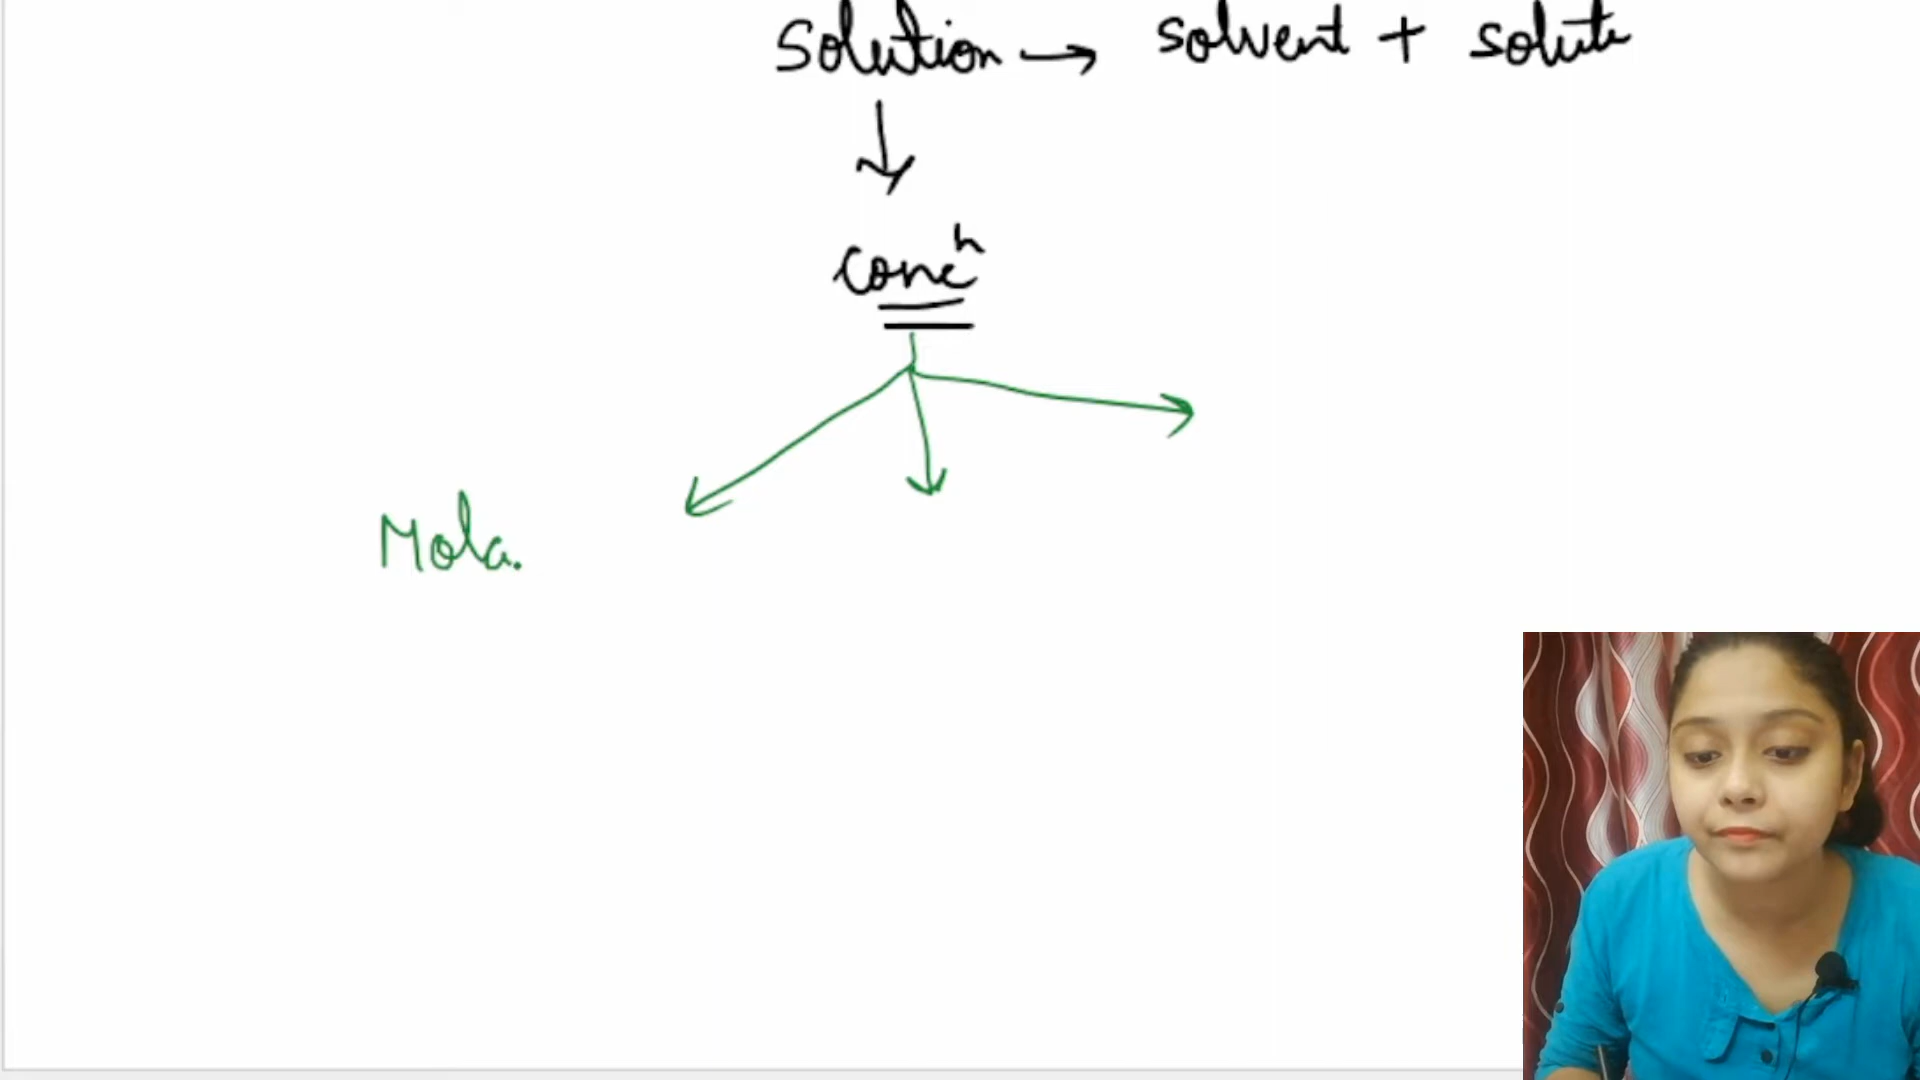 Solution → solvent + solute
↓
concⁿ
Mola.